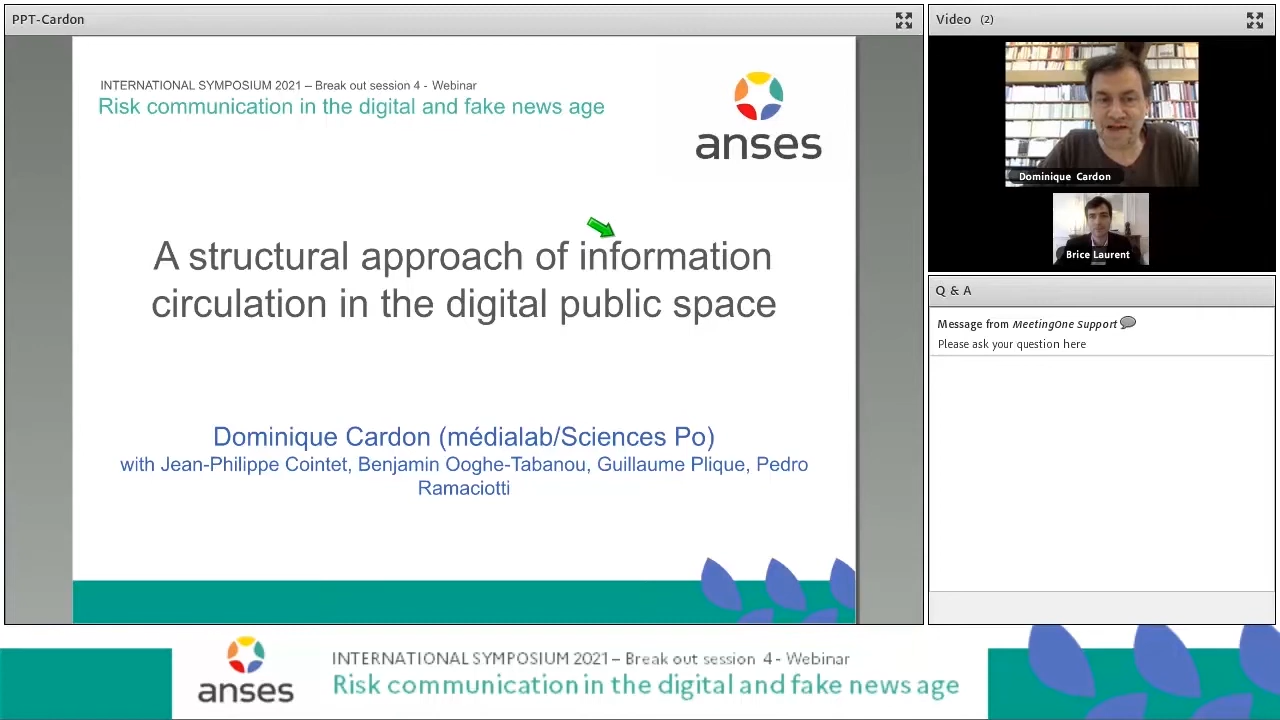 PPT-Cardon
INTERNATIONAL SYMPOSIUM 2021 – Break out session 4 - Webinar
Risk communication in the digital and fake news age
anses
A structural approach of information
circulation in the digital public space
Dominique Cardon (médialab/Sciences Po)
with Jean-Philippe Cointet, Benjamin Ooghe-Tabanou, Guillaume Plique, Pedro
Ramaciotti
Video (2)
Dominique Cardon
Brice Laurent
Q & A
Message from MeetingOne Support
Please ask your question here
anses
INTERNATIONAL SYMPOSIUM 2021 – Break out session 4 - Webinar
Risk communication in the digital and fake news age